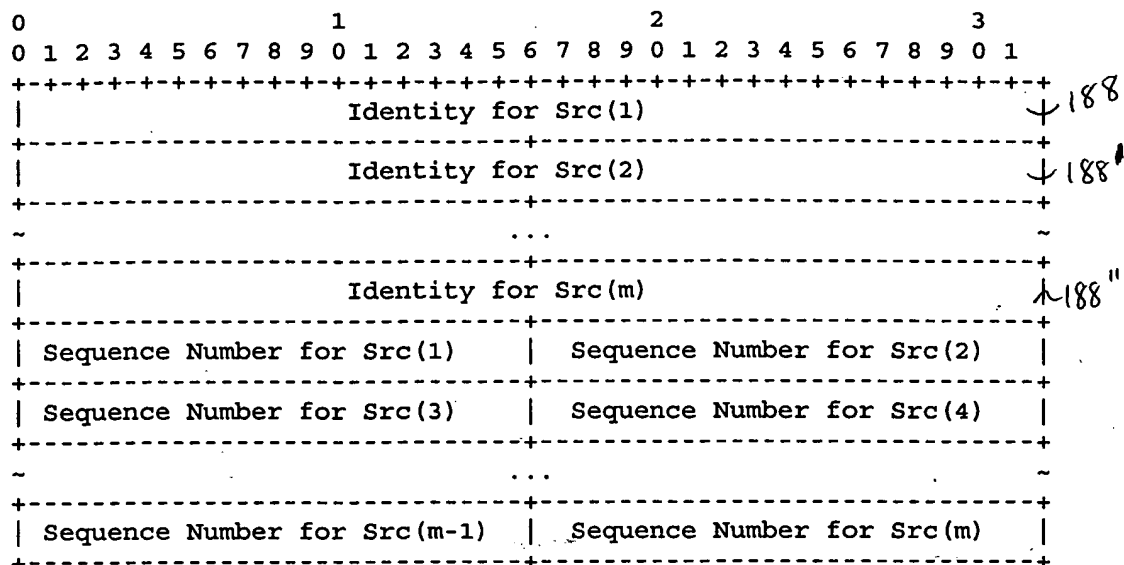 0                   1                   2                   3
0 1 2 3 4 5 6 7 8 9 0 1 2 3 4 5 6 7 8 9 0 1 2 3 4 5 6 7 8 9 0 1
+-+-+-+-+-+-+-+-+-+-+-+-+-+-+-+-+-+-+-+-+-+-+-+-+-+-+-+-+-+-+-+-+
| Identity for Src(1) | 188
+-------------------------------+-------------------------------+
| Identity for Src(2) | 188'
+-------------------------------+-------------------------------+
~ ... ~
+-------------------------------+-------------------------------+
| Identity for Src(m) | 188"
+-------------------------------+-------------------------------+
| Sequence Number for Src(1) | Sequence Number for Src(2) |
+-------------------------------+-------------------------------+
| Sequence Number for Src(3) | Sequence Number for Src(4) |
+-------------------------------+-------------------------------+
~ ... ~
+-------------------------------+-------------------------------+
| Sequence Number for Src(m-1) | Sequence Number for Src(m) |
+-------------------------------+-------------------------------+